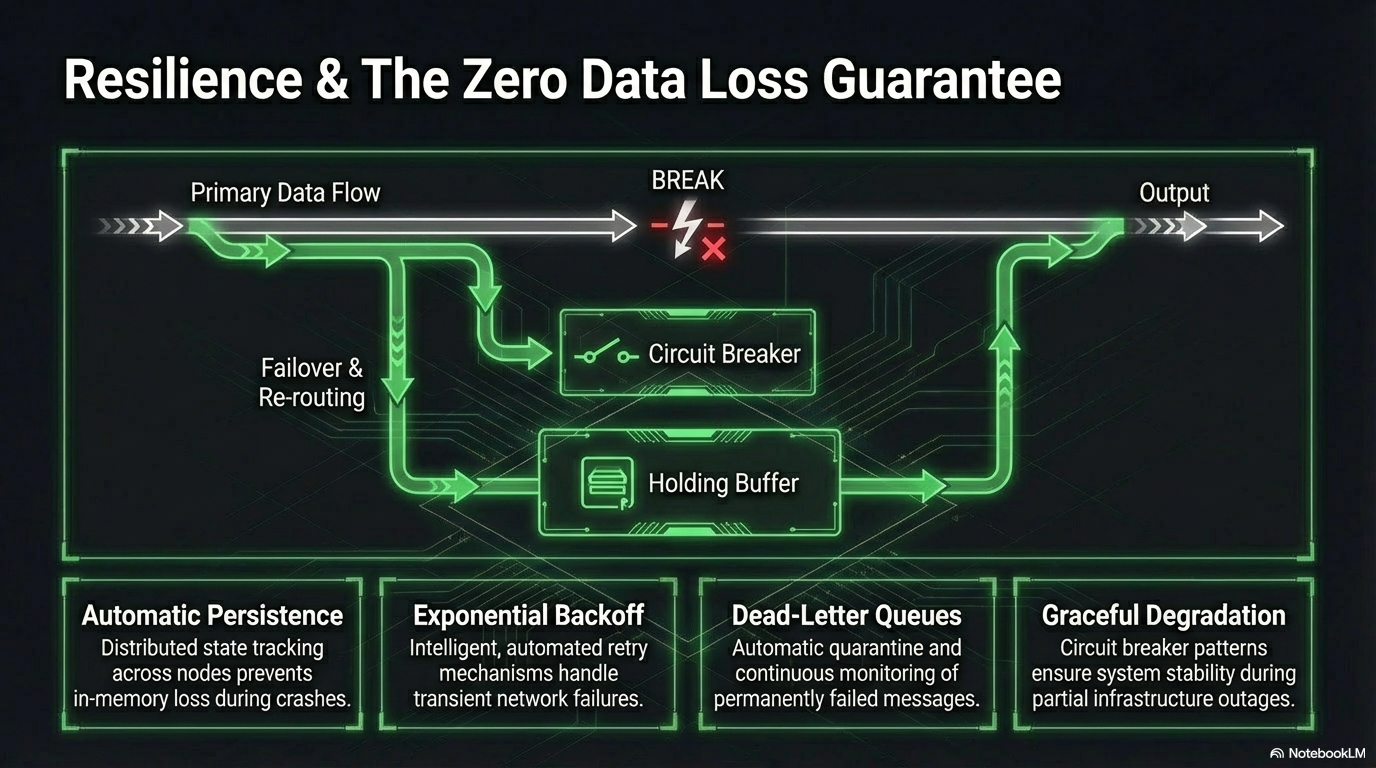 Resilience & The Zero Data Loss Guarantee
Primary Data Flow
BREAK
Output
Circuit Breaker
Failover &
Re-routing
Holding Buffer
Automatic Persistence
Distributed state tracking
across nodes prevents
in-memory loss during crashes.
Exponential Backoff
Intelligent, automated retry
mechanisms handle
transient network failures.
Dead-Letter Queues
Automatic quarantine and
continuous monitoring of
permanently failed messages.
Graceful Degradation
Circuit breaker patterns
ensure system stability during
partial infrastructure outages.
NotebookLM